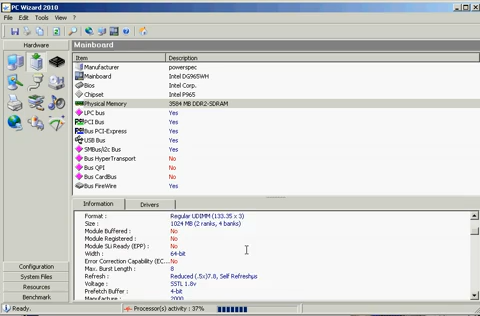 PC Wizard 2010
File Edit Tools View ?
Hardware
Mainboard
Item Description
Manufacturer powerspec
Mainboard Intel DG965WH
Bios Intel Corp.
Chipset Intel P965
Physical Memory 3584 MB DDR2-SDRAM
LPC bus Yes
PCI Bus Yes
Bus PCI-Express Yes
USB Bus Yes
SMBus/i2c Bus Yes
Bus HyperTransport No
Bus QPI No
Bus CardBus No
Bus FireWire Yes
Information Drivers
Format : Regular UDIMM (133.35 x 3)
Size : 1024 MB (2 ranks, 4 banks)
Module Buffered : No
Module Registered : No
Module SLi Ready (EPP) : No
Width : 64-bit
Error Correction Capability (EC... No
Max. Burst Length : 8
Refresh : Reduced (.5x)7.8, Self Refreshµs
Voltage : SSTL 1.8v
Prefetch Buffer : 4-bit
Manufacture : 2000
Configuration
System Files
Resources
Benchmark
Ready. Processor(s) activity : 37%